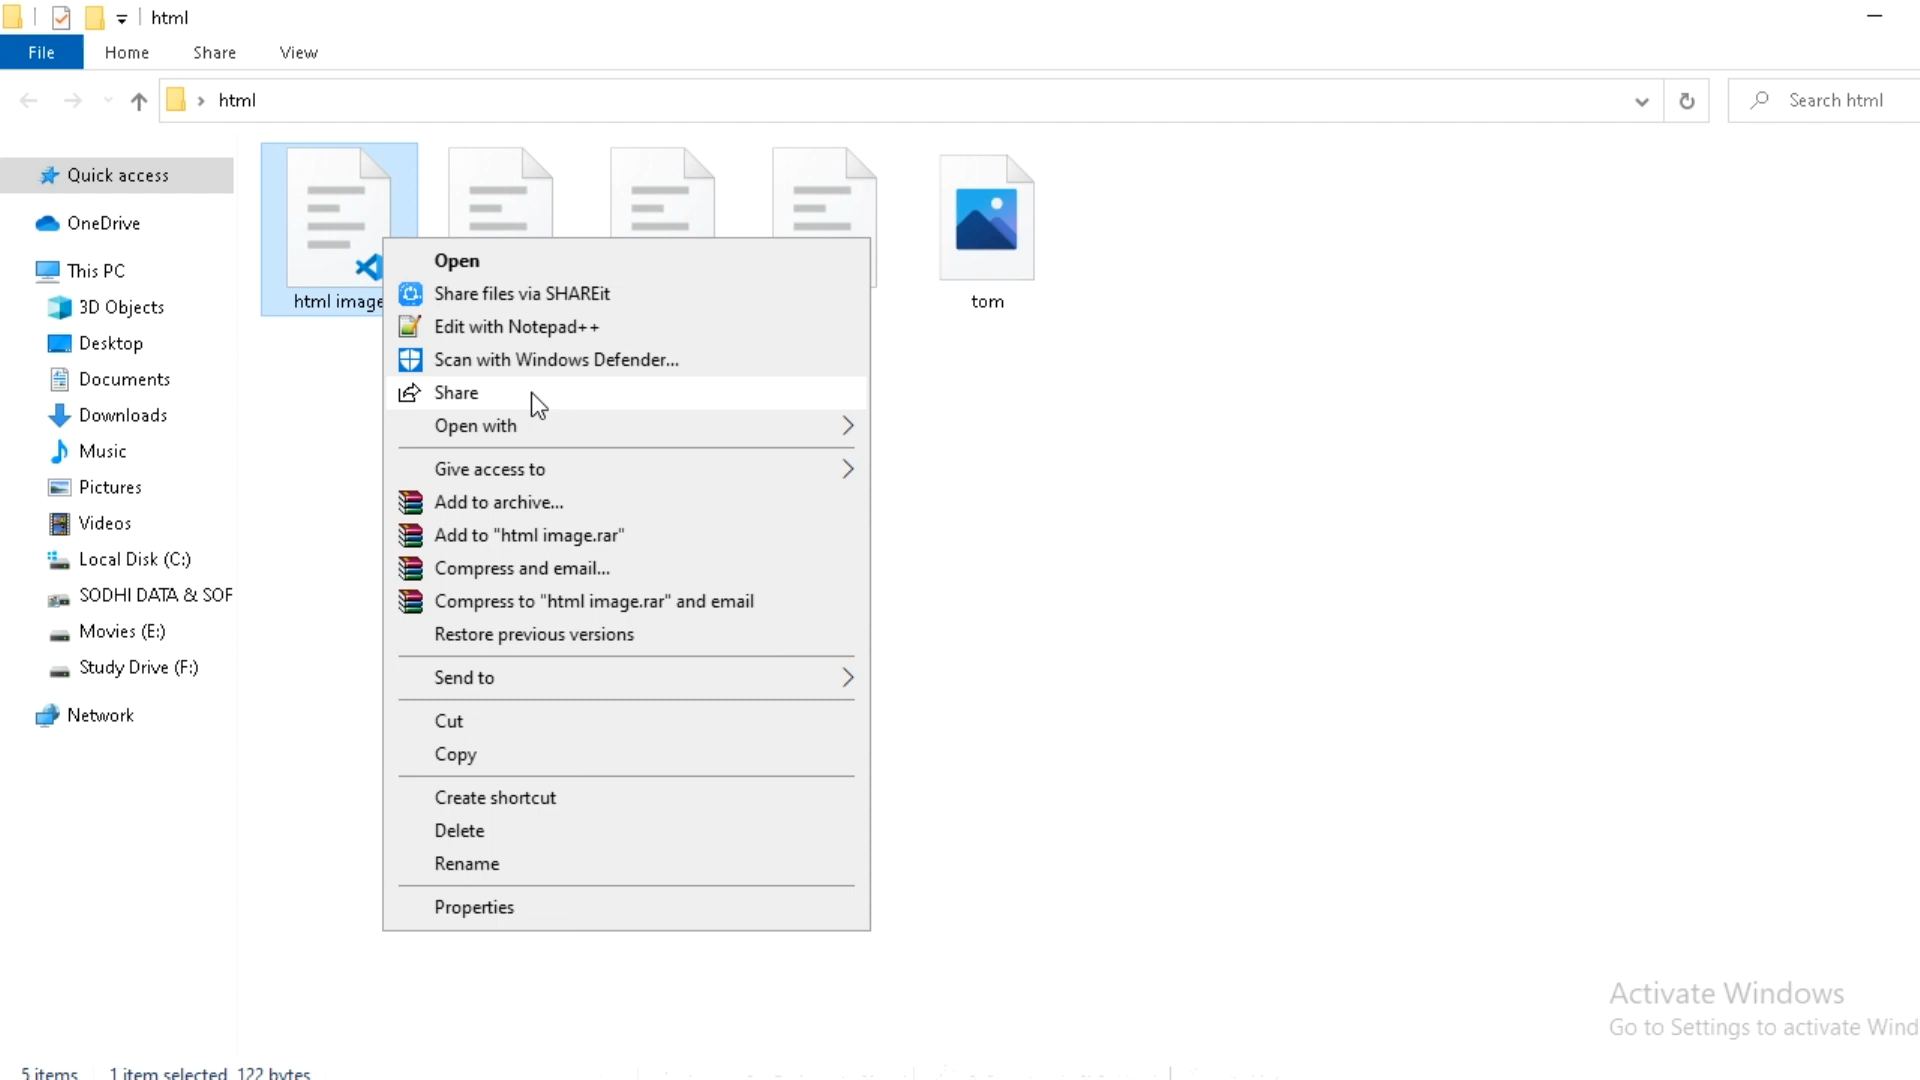 html
File
Home
Share
View
html
Search html
Quick access
OneDrive
This PC
3D Objects
Desktop
Documents
Downloads
Music
Pictures
Videos
Local Disk (C:)
SODHI DATA & SOF
Movies (E:)
Study Drive (F:)
Network
html image
tom
Open
Share files via SHAREit
Edit with Notepad++
Scan with Windows Defender...
Share
Open with
Give access to
Add to archive...
Add to "html image.rar"
Compress and email...
Compress to "html image.rar" and email
Restore previous versions
Send to
Cut
Copy
Create shortcut
Delete
Rename
Properties
Activate Windows
Go to Settings to activate Wind
5 items
1 item selected 122 bytes